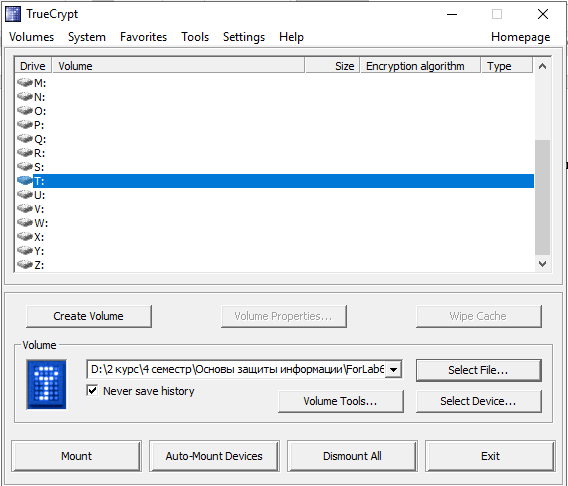 TrueCrypt
Volumes System Favorites Tools Settings Help Homepage
Drive Volume Size Encryption algorithm Type
M:
N:
O:
P:
Q:
R:
S:
T:
U:
V:
W:
X:
Y:
Z:
Create Volume Volume Properties... Wipe Cache
Volume
D:\2 курс\4 семестр\Основы защиты информации\ForLab6 Select File...
Never save history
Volume Tools... Select Device...
Mount Auto-Mount Devices Dismount All Exit